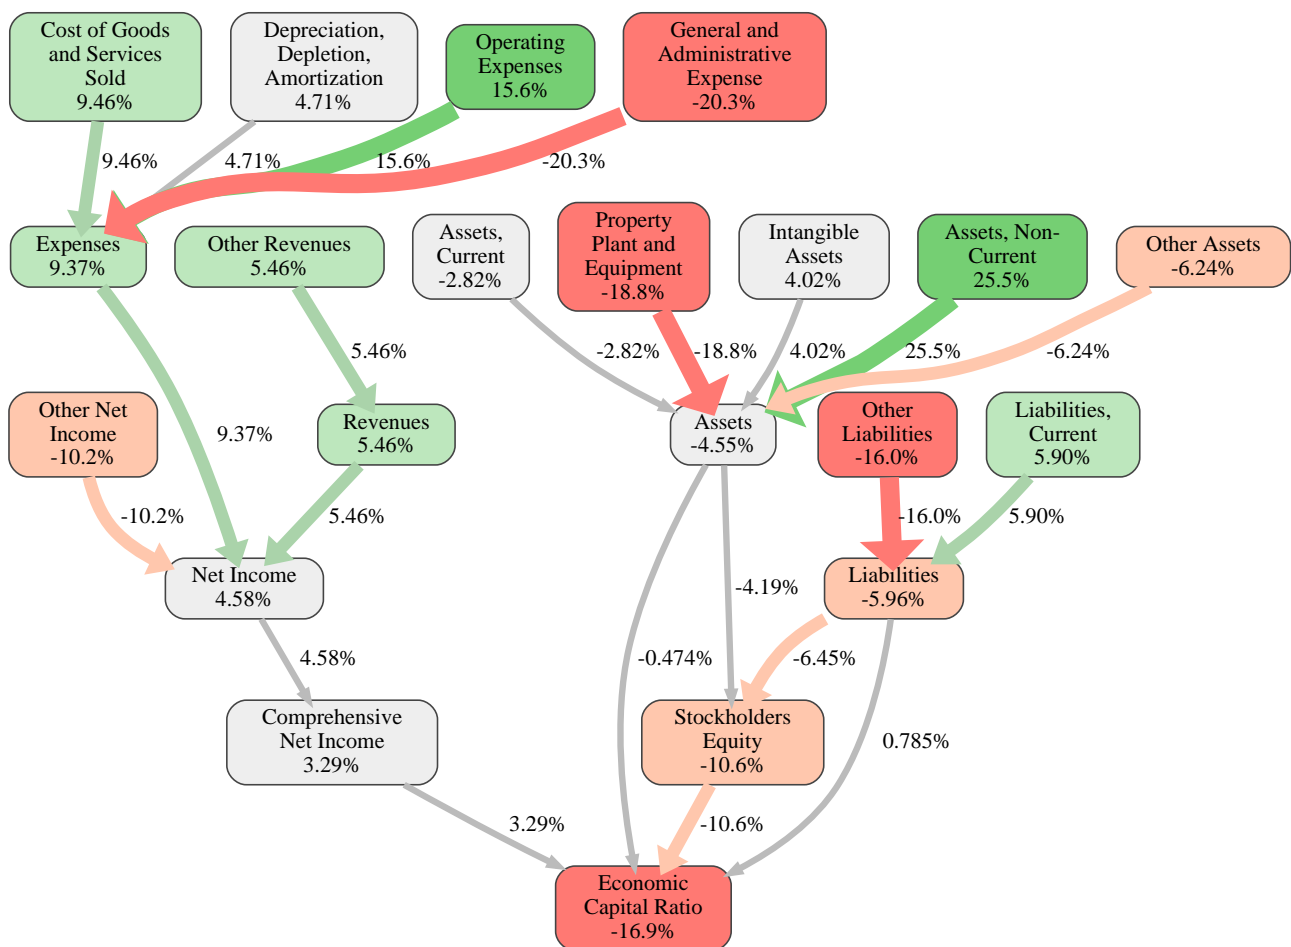 Cost of Goods
and Services
Sold
9.46%
Depreciation,
Depletion,
Amortization
4.71%
Operating
Expenses
15.6%
General and
Administrative
Expense
-20.3%
9.46%
4.71%
15.6%
-20.3%
Expenses
9.37%
Other Revenues
5.46%
Assets,
Current
-2.82%
Property
Plant and
Equipment
-18.8%
Intangible
Assets
4.02%
Assets, Non-
Current
25.5%
Other Assets
-6.24%
5.46%
-2.82%
-18.8%
4.02%
25.5%
-6.24%
Other Net
Income
-10.2%
9.37%
Revenues
5.46%
Assets
-4.55%
Other
Liabilities
-16.0%
Liabilities,
Current
5.90%
-10.2%
5.46%
-16.0%
5.90%
Net Income
4.58%
-4.19%
Liabilities
-5.96%
4.58%
-0.474%
-6.45%
Comprehensive
Net Income
3.29%
Stockholders
Equity
-10.6%
0.785%
3.29%
-10.6%
Economic
Capital Ratio
-16.9%